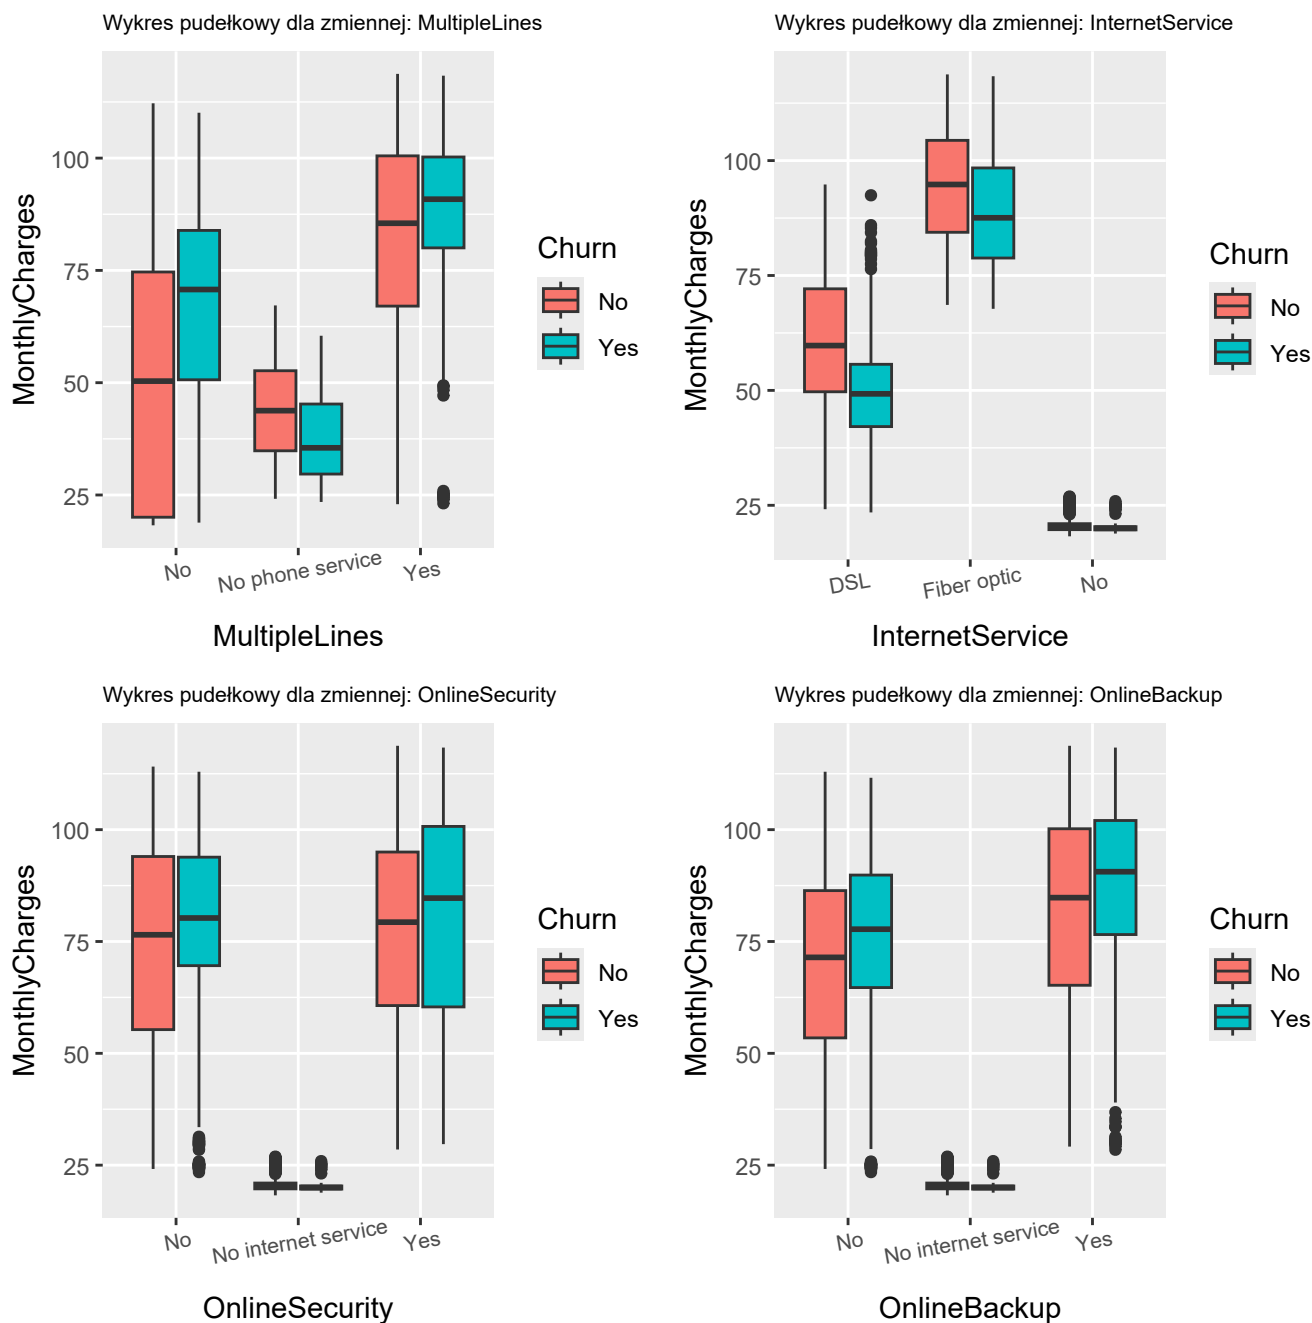 Wykres pudełkowy dla zmiennej: MultipleLines
MonthlyCharges
100
75
50
25
No
No phone service
Yes
MultipleLines
Churn
No
Yes
Wykres pudełkowy dla zmiennej: InternetService
MonthlyCharges
100
75
50
25
DSL
Fiber optic
No
InternetService
Churn
No
Yes
Wykres pudełkowy dla zmiennej: OnlineSecurity
MonthlyCharges
100
75
50
25
No
No internet service
Yes
OnlineSecurity
Churn
No
Yes
Wykres pudełkowy dla zmiennej: OnlineBackup
MonthlyCharges
100
75
50
25
No
No internet service
Yes
OnlineBackup
Churn
No
Yes